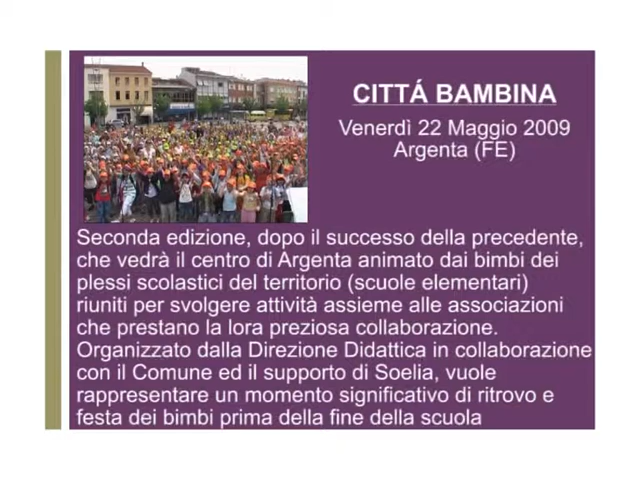 CITTÁ BAMBINA
Venerdì 22 Maggio 2009
Argenta (FE)
Seconda edizione, dopo il successo della precedente,
che vedrà il centro di Argenta animato dai bimbi dei
plessi scolastici del territorio (scuole elementari)
riuniti per svolgere attività assieme alle associazioni
che prestano la lora preziosa collaborazione.
Organizzato dalla Direzione Didattica in collaborazione
con il Comune ed il supporto di Soelia, vuole
rappresentare un momento significativo di ritrovo e
festa dei bimbi prima della fine della scuola